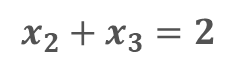 x₂ + x₃ = 2